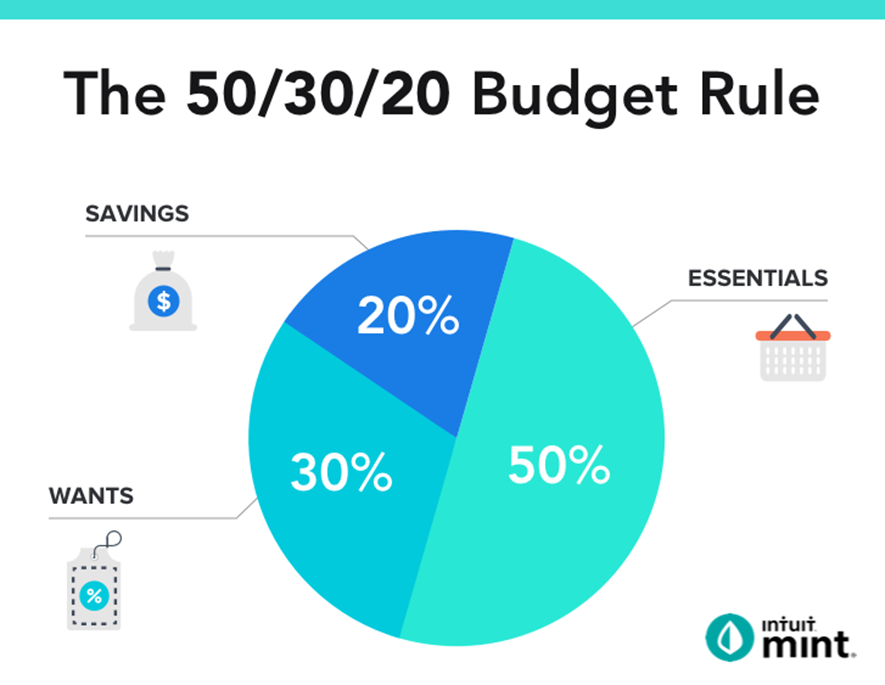 The 50/30/20 Budget Rule
SAVINGS
$
20%
ESSENTIALS
50%
30%
WANTS
%
intuit
mint.